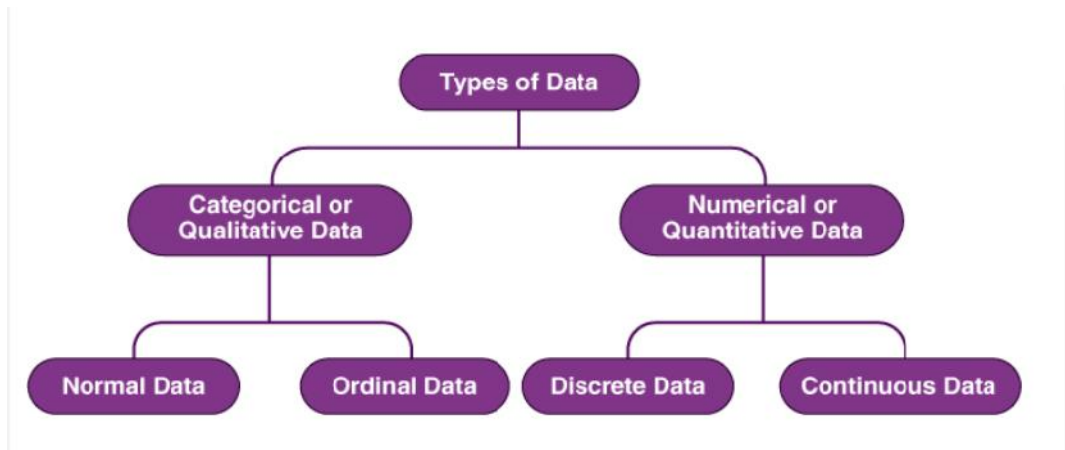 Types of Data
Categorical or
Qualitative Data
Numerical or
Quantitative Data
Normal Data
Ordinal Data
Discrete Data
Continuous Data